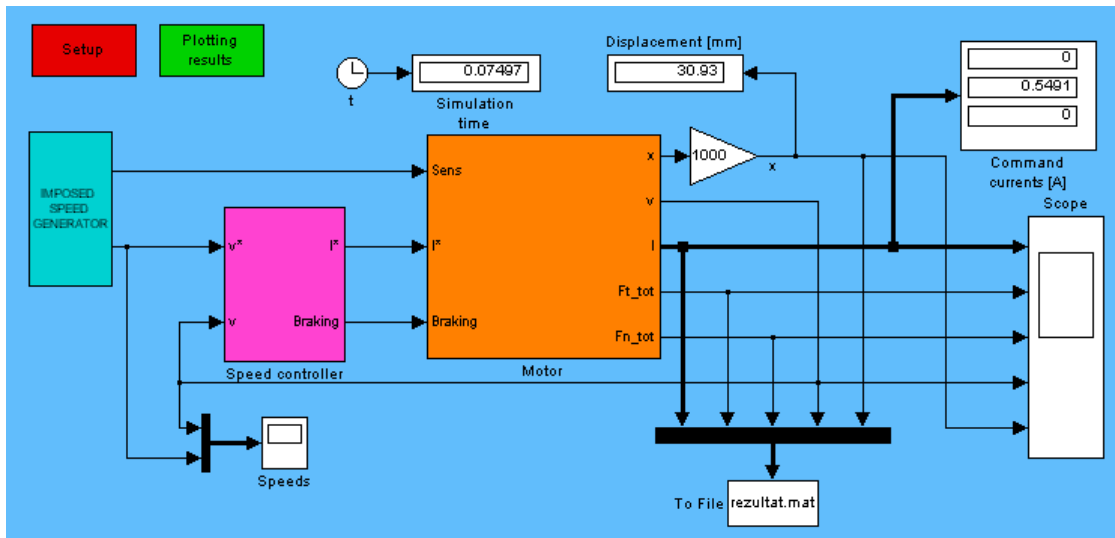 Setup
Plotting
results
t
0.07497
Simulation
time
Displacement [mm]
30.93
0
0.5491
0
Command
currents [A]
IMPOSED
SPEED
GENERATOR
v*
v
I*
Braking
Speed controller
Sens
I*
Braking
x
v
I
Ft_tot
Fn_tot
Motor
1000
x
Scope
Speeds
To File
rezultat.mat